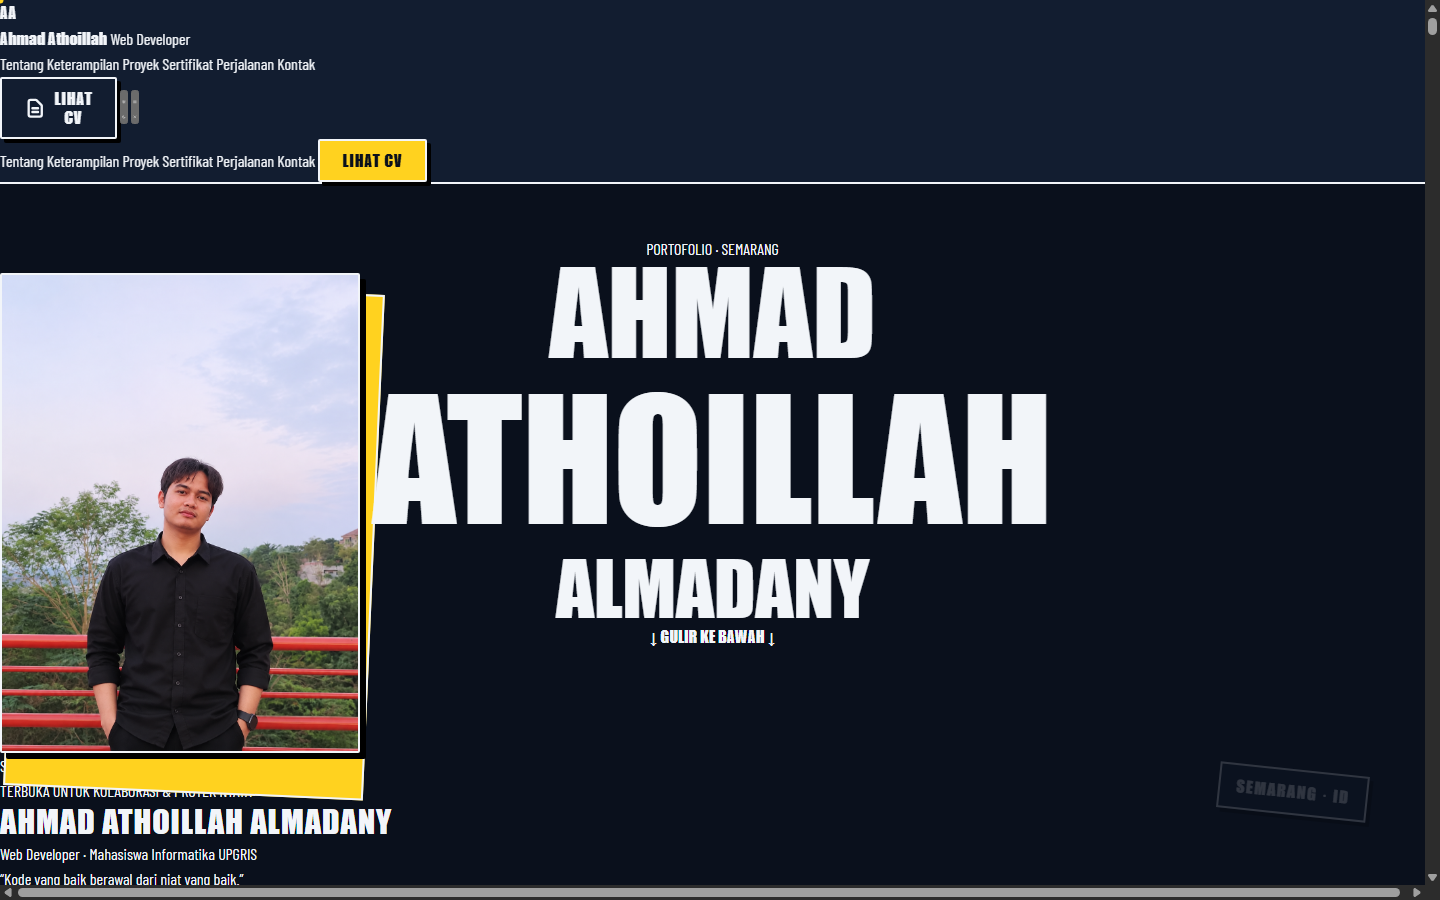 AA
Ahmad Athoillah Web Developer
Tentang Keterampilan Proyek Sertifikat Perjalanan Kontak
LIHAT
CV
Tentang Keterampilan Proyek Sertifikat Perjalanan Kontak LIHAT CV
PORTOFOLIO · SEMARANG
AHMAD
ATHOILLAH
ALMADANY
↓ GULIR KE BAWAH ↓
SEMARANG · ID
TERBUKA UNTUK KOLABORASI &
AHMAD ATHOILLAH ALMADANY
Web Developer · Mahasiswa Informatika UPGRIS
“Kode yang baik berawal dari niat yang baik.”